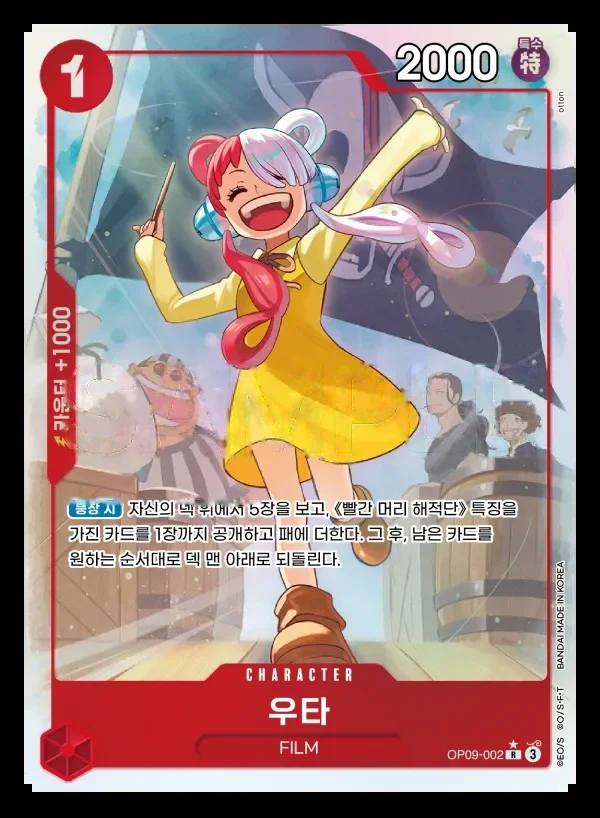 1
2000
특수
特
otton
카운터 +1000
SAMPLE
등장 시 자신의 덱 위에서 5장을 보고, 《빨간 머리 해적단》 특징을
가진 카드를 1장까지 공개하고 패에 더한다. 그 후, 남은 카드를
원하는 순서대로 덱 맨 아래로 되돌린다.
CHARACTER
우타
FILM
OP09-002 R 3
©EO/S ©O/S·F·T BANDAI MADE IN KOREA